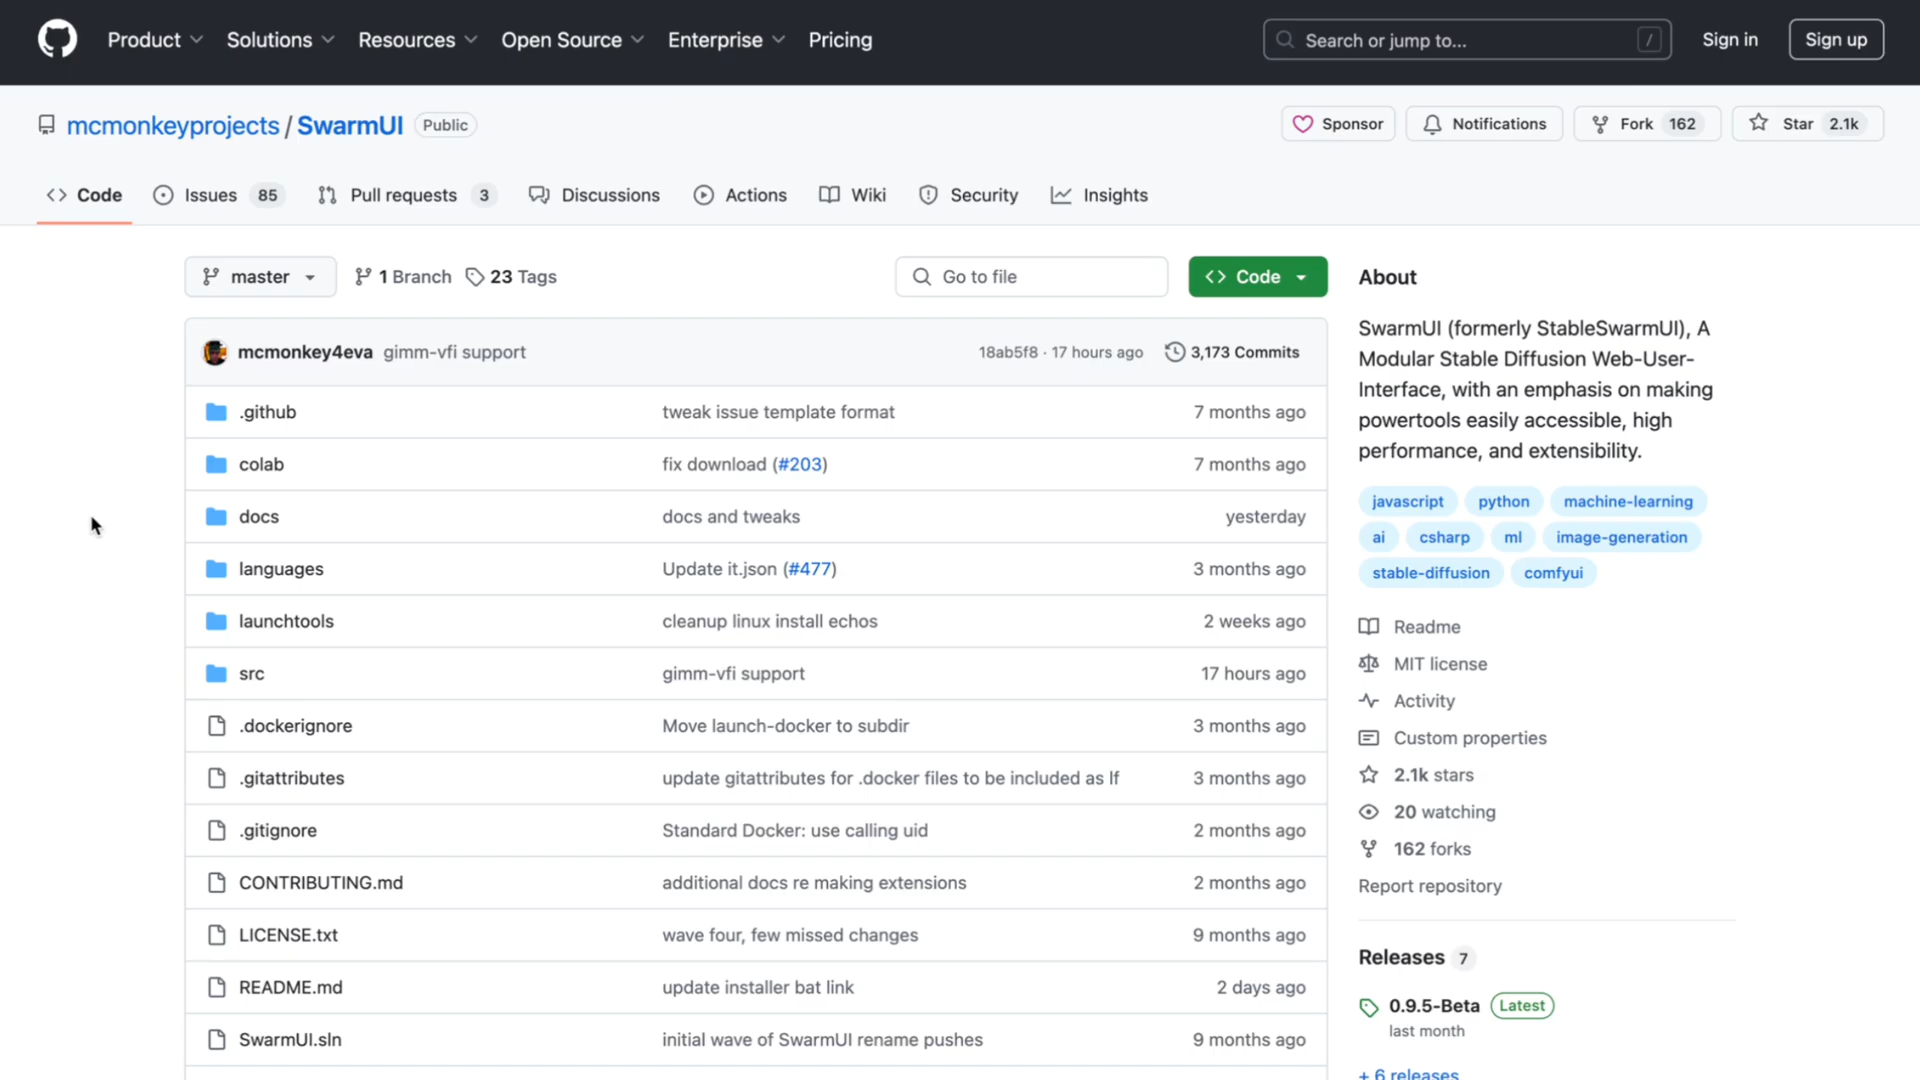 Product Solutions Resources Open Source Enterprise Pricing Search or jump to... / Sign in Sign up
mcmonkeyprojects / SwarmUI Public Sponsor Notifications Fork 162 Star 2.1k
Code Issues 85 Pull requests 3 Discussions Actions Wiki Security Insights
master 1 Branch 23 Tags Go to file Code
mcmonkey4eva gimm-vfi support 18ab5f8 · 17 hours ago 3,173 Commits
.github tweak issue template format 7 months ago
colab fix download (#203) 7 months ago
docs docs and tweaks yesterday
languages Update it.json (#477) 3 months ago
launchtools cleanup linux install echos 2 weeks ago
src gimm-vfi support 17 hours ago
.dockerignore Move launch-docker to subdir 3 months ago
.gitattributes update gitattributes for .docker files to be included as lf 3 months ago
.gitignore Standard Docker: use calling uid 2 months ago
CONTRIBUTING.md additional docs re making extensions 2 months ago
LICENSE.txt wave four, few missed changes 9 months ago
README.md update installer bat link 2 days ago
SwarmUI.sln initial wave of SwarmUI rename pushes 9 months ago
About
SwarmUI (formerly StableSwarmUI), A
Modular Stable Diffusion Web-User-
Interface, with an emphasis on making
powertools easily accessible, high
performance, and extensibility.
javascript python machine-learning
ai csharp ml image-generation
stable-diffusion comfyui
Readme
MIT license
Activity
Custom properties
2.1k stars
20 watching
162 forks
Report repository
Releases 7
0.9.5-Beta Latest
last month
+ 6 releases